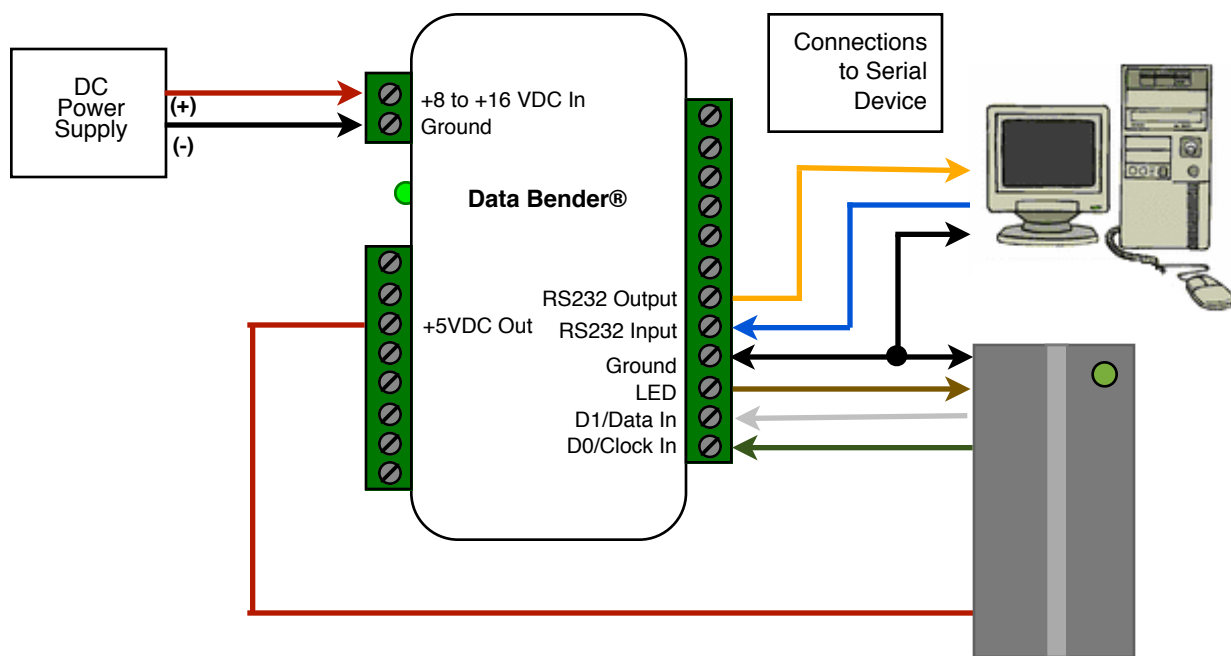 DC
Power
Supply
(+)
(-)
+8 to +16 VDC In
Ground
Data Bender®
Connections
to Serial
Device
+5VDC Out
RS232 Output
RS232 Input
Ground
LED
D1/Data In
D0/Clock In